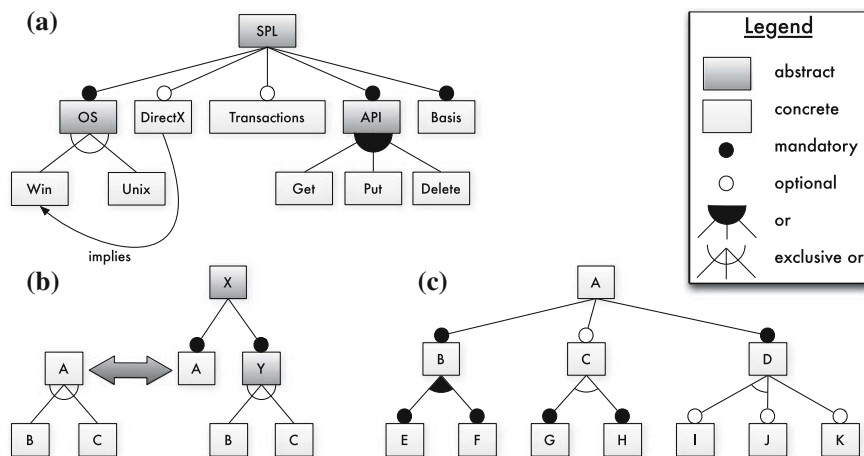 (a)
SPL
OS
DirectX
Transactions
API
Basis
Win
Unix
Get
Put
Delete
implies
Legend
abstract
concrete
mandatory
optional
or
exclusive or
(b)
X
A
A
Y
B
C
B
C
(c)
A
B
C
D
E
F
G
H
I
J
K